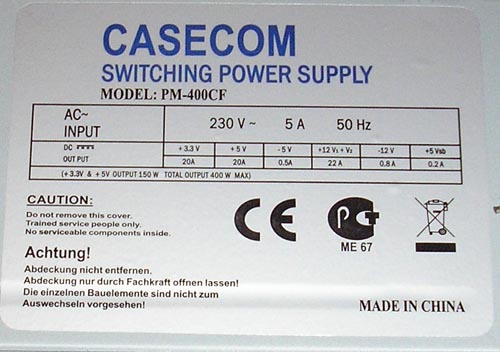 CASECOM
SWITCHING POWER SUPPLY
MODEL: PM-400CF
AC~ INPUT 230 V ~ 5 A 50 Hz
DC +3.3 V +5 V -5 V +12 V1 + V2 -12 V +5 Vsb
OUT PUT 20A 20A 0.5A 22 A 0.8 A 0.2 A
(+3.3V & +5V OUTPUT 150 W TOTAL OUTPUT 400 W MAX)
CAUTION:
Do not remove this cover.
Trained service people only.
No serviceable components inside.
CE
PCT
ME 67
Achtung!
Abdeckung nicht entfernen.
Abdeckung nur durch Fachkraft offnen lassen!
Die einzelnen Bauelemente sind nicht zum
Auswechseln vorgesehen!
MADE IN CHINA